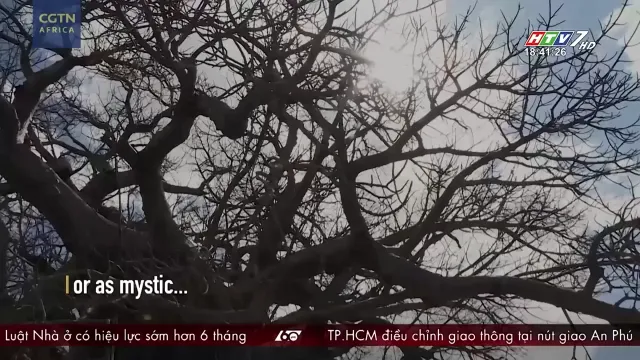 CGTN
AFRICA
HTV7 HD
18:41:26
or as mystic...
Luật Nhà ở có hiệu lực sớm hơn 6 tháng
60
TP.HCM điều chỉnh giao thông tại nút giao An Phú